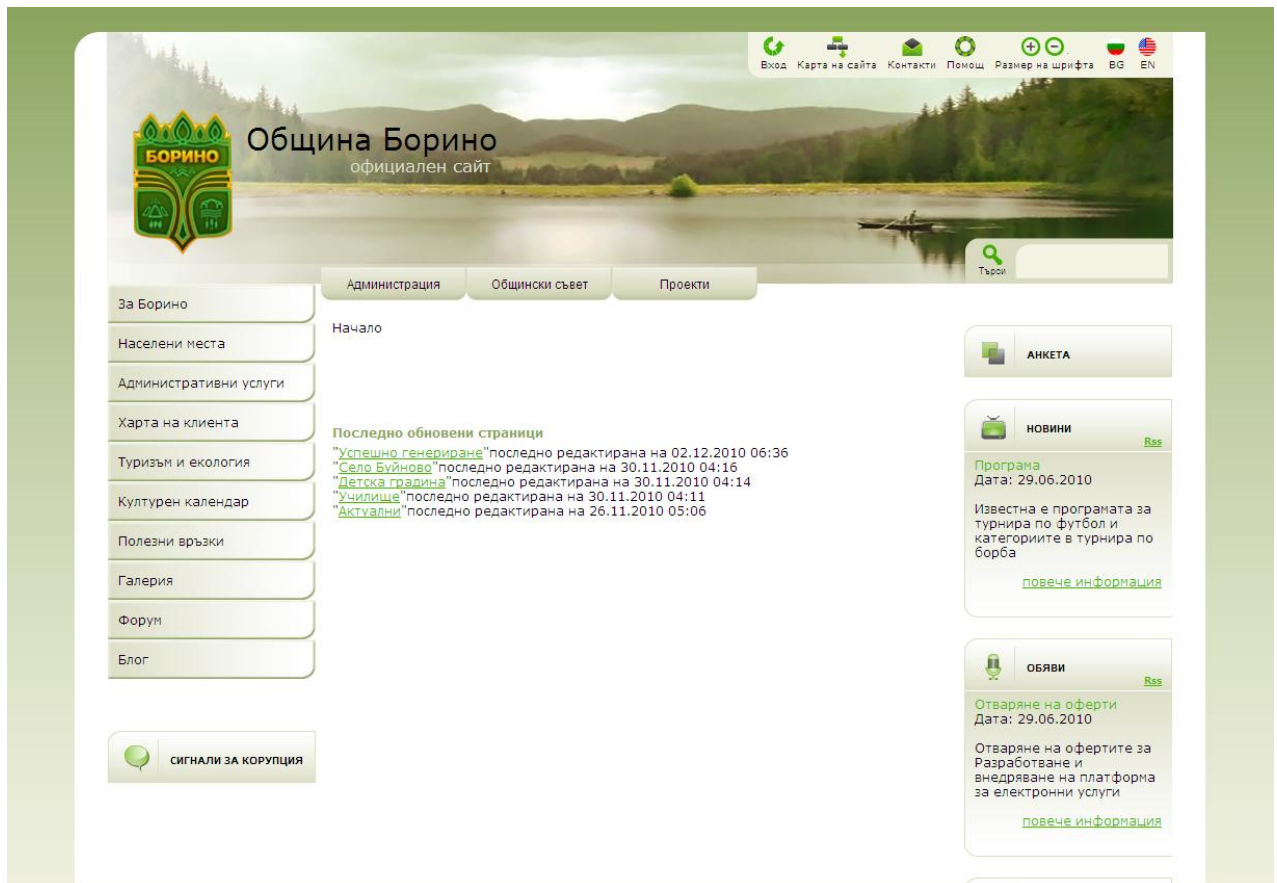 Вход Карта на сайта Контакти Помощ Размер на шрифта BG EN
БОРИНО
Община Борино
официален сайт
Търси
Администрация Общински съвет Проекти
За Борино
Населени места
Административни услуги
Харта на клиента
Туризъм и екология
Културен календар
Полезни връзки
Галерия
Форум
Блог
СИГНАЛИ ЗА КОРУПЦИЯ
Начало
Последно обновени страници
"Успешно генериране"последно редактирана на 02.12.2010 06:36
"Село Буйново"последно редактирана на 30.11.2010 04:16
"Детска градина"последно редактирана на 30.11.2010 04:14
"Училище"последно редактирана на 30.11.2010 04:11
"Актуални"последно редактирана на 26.11.2010 05:06
АНКЕТА
НОВИНИ
Rss
Програма
Дата: 29.06.2010
Известна е програмата за
турнира по футбол и
категориите в турнира по
борба
повече информация
ОБЯВИ
Rss
Отваряне на оферти
Дата: 29.06.2010
Отваряне на офертите за
Разработване и
внедряване на платформа
за електронни услуги
повече информация